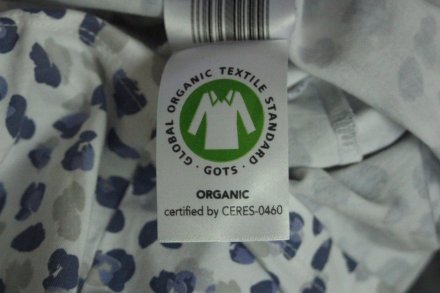 · GLOBAL ORGANIC TEXTILE STANDARD ·
GOTS
ORGANIC
certified by CERES-0460